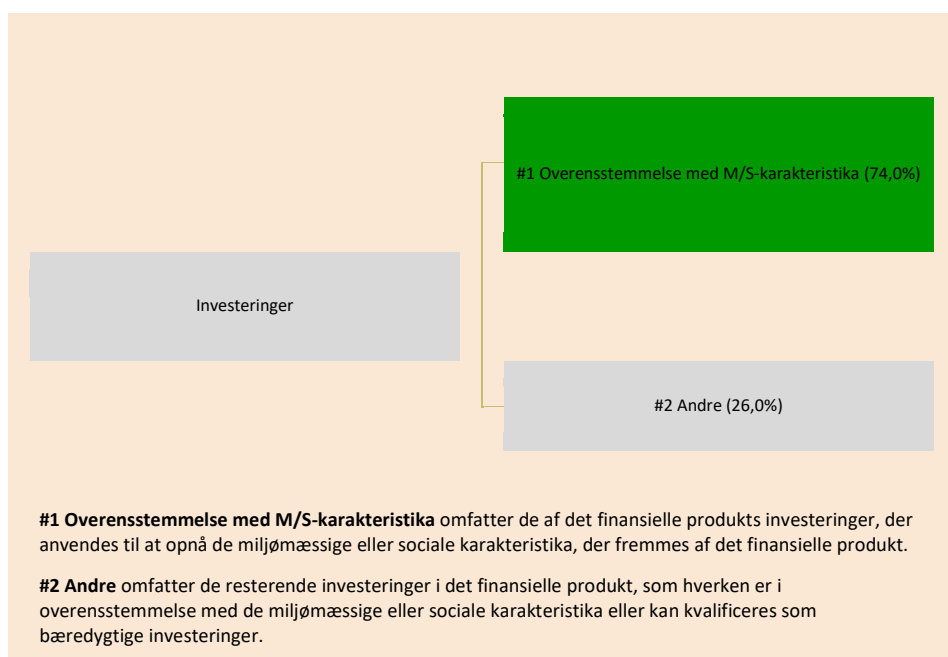 #1 Overensstemmelse med M/S-karakteristika (74,0%)
Investeringer
#2 Andre (26,0%)
#1 Overensstemmelse med M/S-karakteristika omfatter de af det finansielle produkts investeringer, der
anvendes til at opnå de miljømæssige eller sociale karakteristika, der fremmes af det finansielle produkt.
#2 Andre omfatter de resterende investeringer i det finansielle produkt, som hverken er i
overensstemmelse med de miljømæssige eller sociale karakteristika eller kan kvalificeres som
bæredygtige investeringer.